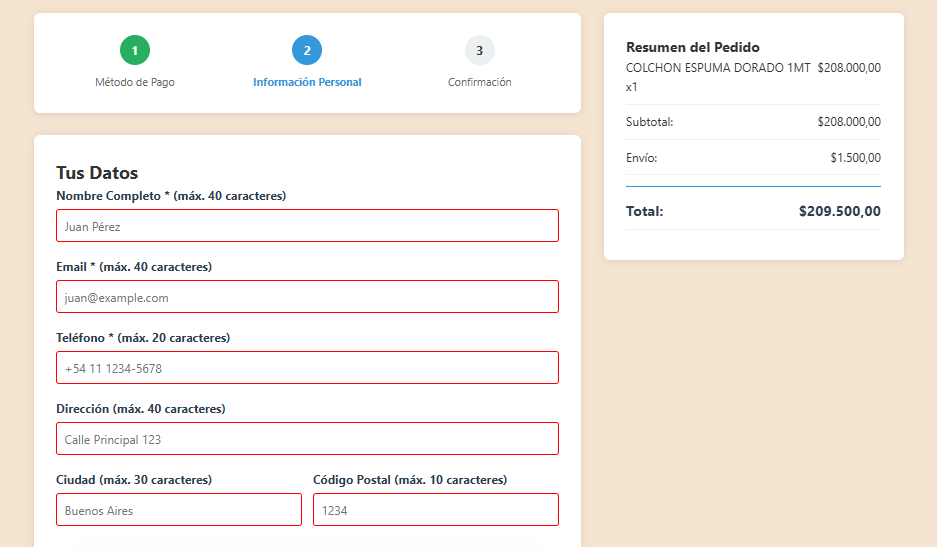 1
Método de Pago
2
Información Personal
3
Confirmación
Tus Datos
Nombre Completo * (máx. 40 caracteres)
Juan Pérez
Email * (máx. 40 caracteres)
juan@example.com
Teléfono * (máx. 20 caracteres)
+54 11 1234-5678
Dirección (máx. 40 caracteres)
Calle Principal 123
Ciudad (máx. 30 caracteres)
Buenos Aires
Código Postal (máx. 10 caracteres)
1234
Resumen del Pedido
COLCHON ESPUMA DORADO 1MT $208.000,00
x1
Subtotal: $208.000,00
Envío: $1.500,00
Total: $209.500,00